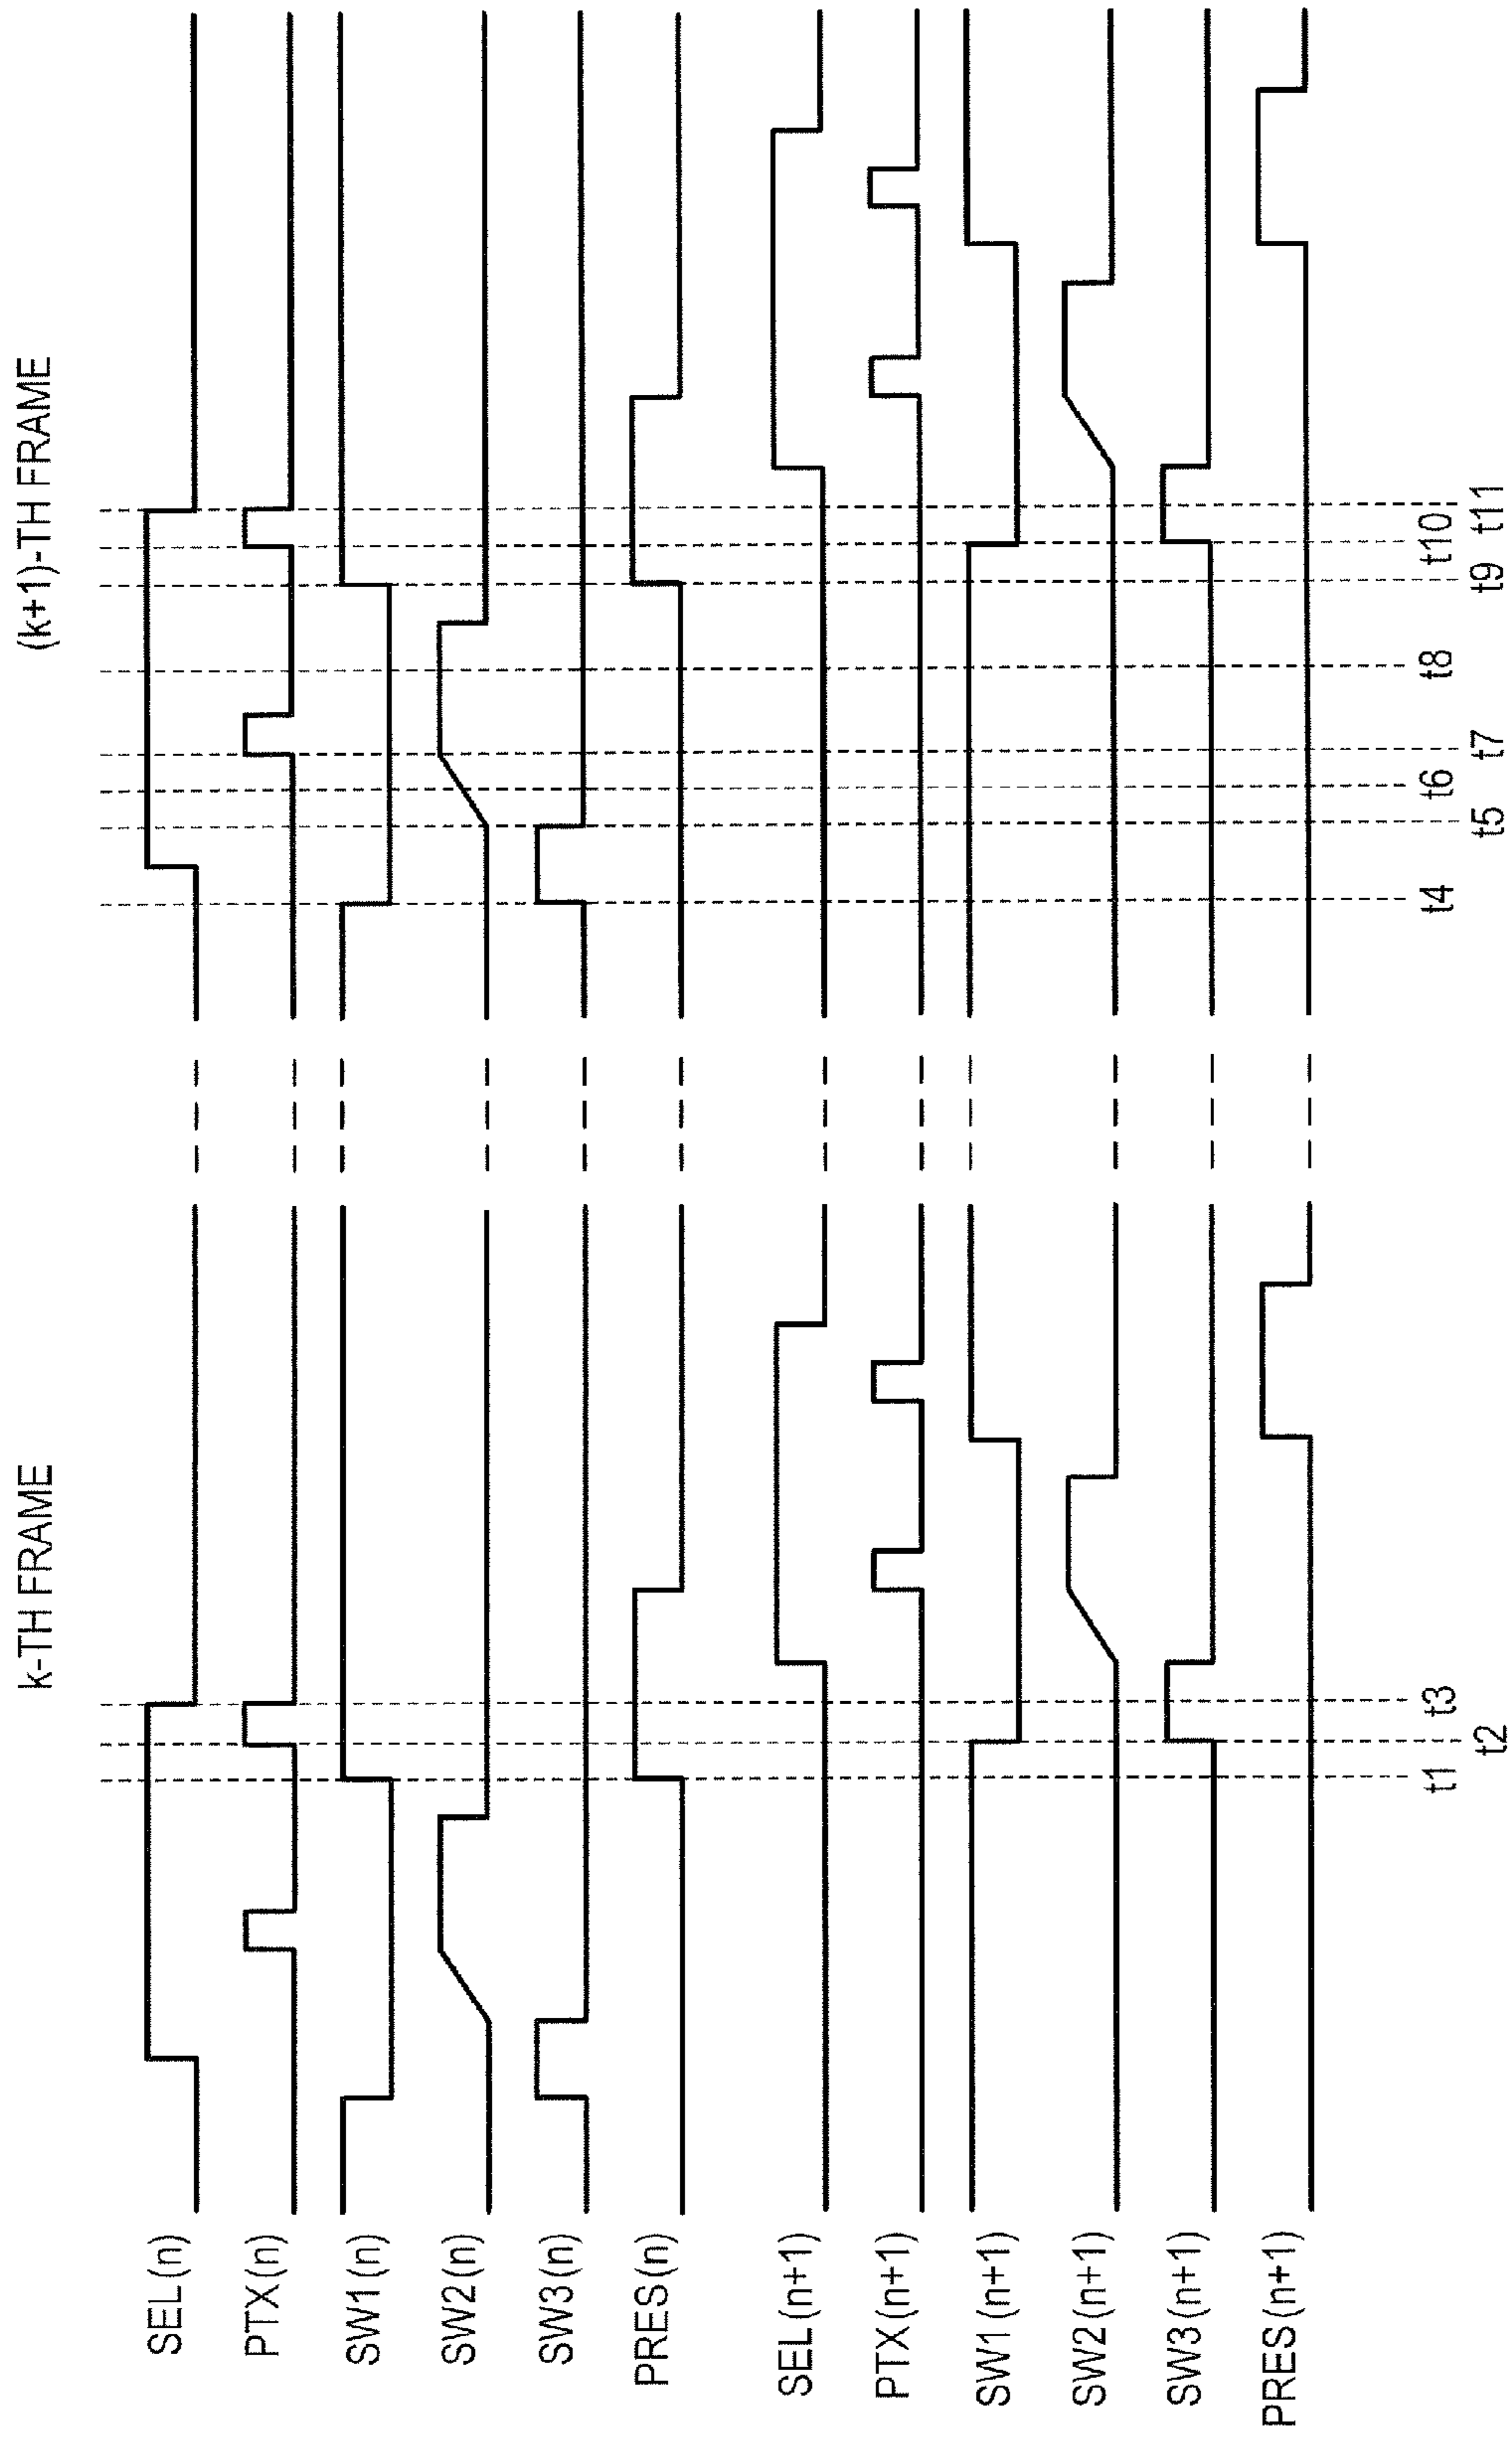 k-TH FRAME
(k+1)-TH FRAME
SEL(n)
PTX(n)
SW1(n)
SW2(n)
SW3(n)
PRES(n)
SEL(n+1)
PTX(n+1)
SW1(n+1)
SW2(n+1)
SW3(n+1)
PRES(n+1)
t1 t3 t4 t6 t8 t10
t2 t5 t7 t9 t11